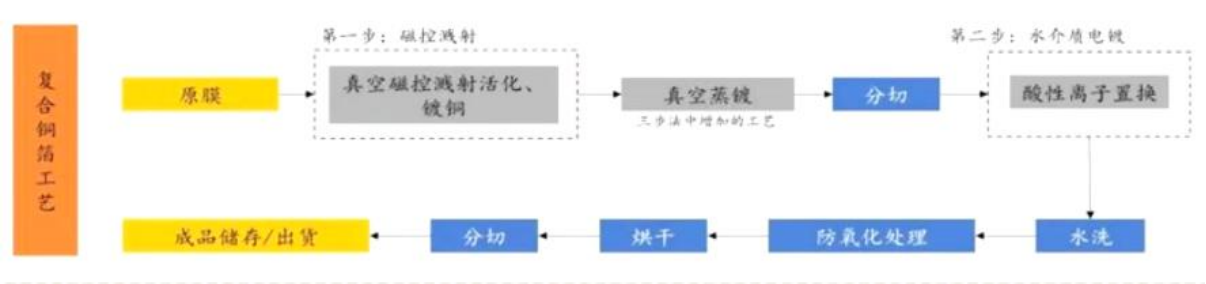 复合铜箔工艺
第一步：磁控溅射
第二步：水介质电镀
原膜
真空磁控溅射活化、
镀铜
真空蒸镀
三步法中增加的工艺
分切
酸性离子置换
成品储存/出货
分切
烘干
防氧化处理
水洗